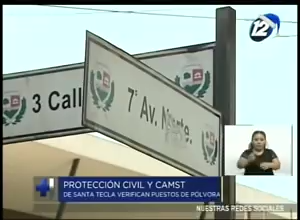 12
3 Call
7ª Av. Norte.
PROTECCIÓN CIVIL Y CAMST
DE SANTA TECLA VERIFICAN PUESTOS DE PÓLVORA
NUESTRAS REDES SOCIALES